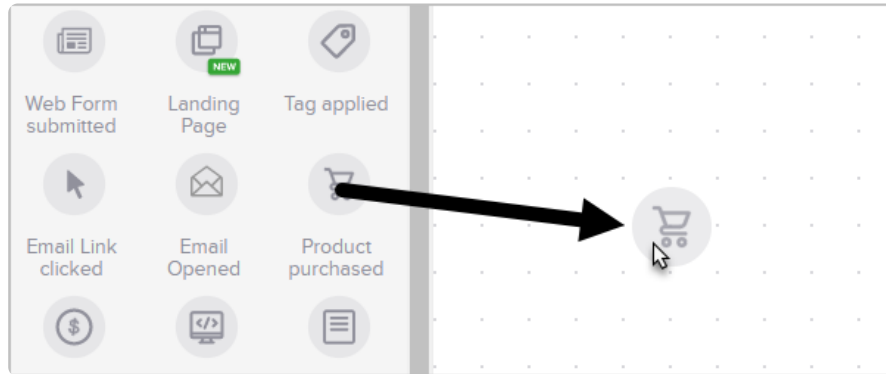 NEW
Web Form
submitted
Landing
Page
Tag applied
Email Link
clicked
Email
Opened
Product
purchased
$
</>